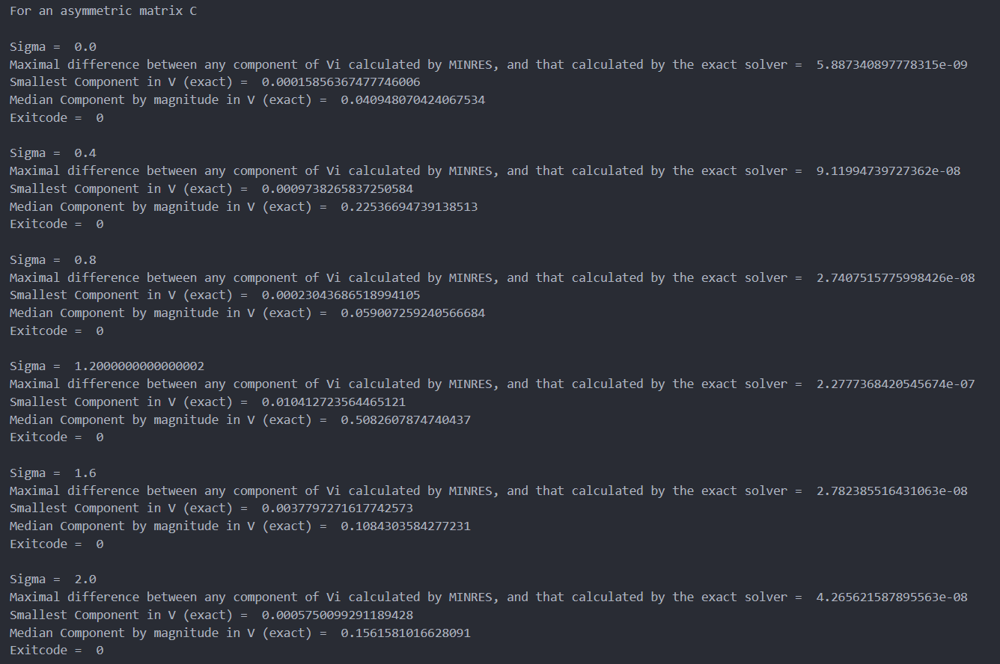 For an asymmetric matrix C
Sigma =  0.0
Maximal difference between any component of Vi calculated by MINRES, and that calculated by the exact solver =  5.887340897778315e-09
Smallest Component in V (exact) =  0.00015856367477746006
Median Component by magnitude in V (exact) =  0.040948070424067534
Exitcode =  0
Sigma =  0.4
Maximal difference between any component of Vi calculated by MINRES, and that calculated by the exact solver =  9.11994739727362e-08
Smallest Component in V (exact) =  0.0009738265837250584
Median Component by magnitude in V (exact) =  0.22536694739138513
Exitcode =  0
Sigma =  0.8
Maximal difference between any component of Vi calculated by MINRES, and that calculated by the exact solver =  2.7407515775998426e-08
Smallest Component in V (exact) =  0.00023043686518994105
Median Component by magnitude in V (exact) =  0.059007259240566684
Exitcode =  0
Sigma =  1.2000000000000002
Maximal difference between any component of Vi calculated by MINRES, and that calculated by the exact solver =  2.2777368420545674e-07
Smallest Component in V (exact) =  0.010412723564465121
Median Component by magnitude in V (exact) =  0.5082607874740437
Exitcode =  0
Sigma =  1.6
Maximal difference between any component of Vi calculated by MINRES, and that calculated by the exact solver =  2.782385516431063e-08
Smallest Component in V (exact) =  0.0037797271617742573
Median Component by magnitude in V (exact) =  0.1084303584277231
Exitcode =  0
Sigma =  2.0
Maximal difference between any component of Vi calculated by MINRES, and that calculated by the exact solver =  4.265621587895563e-08
Smallest Component in V (exact) =  0.0005750099291189428
Median Component by magnitude in V (exact) =  0.1561581016628091
Exitcode =  0